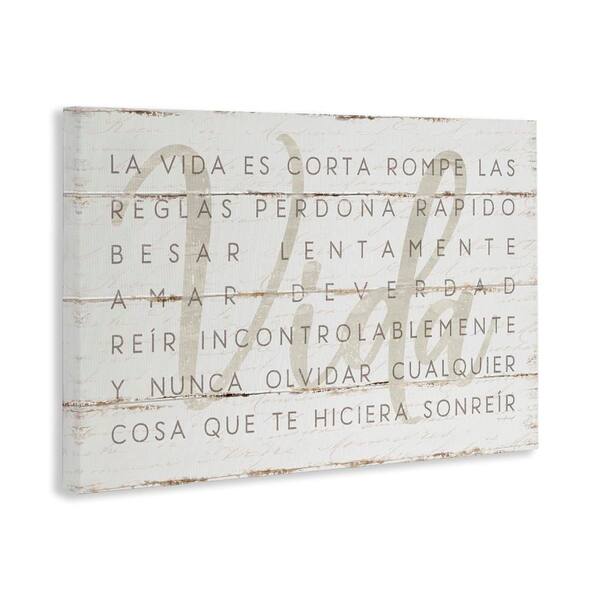 Vida
LA VIDA ES CORTA ROMPE LAS
REGLAS PERDONA RÁPIDO
BESAR LENTAMENTE
AMAR DEVERDAD
REÍR INCONTROLABLEMENTE
Y NUNCA OLVIDAR CUALQUIER
COSA QUE TE HICIERA SONREÍR